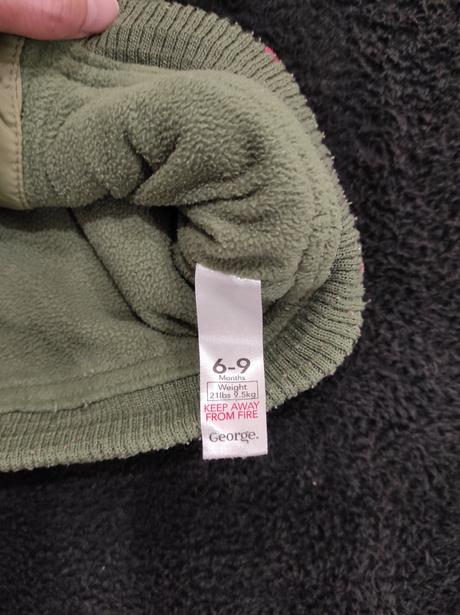 6-9
Months
Weight
21lbs 9.5kg
KEEP AWAY
FROM FIRE
George.